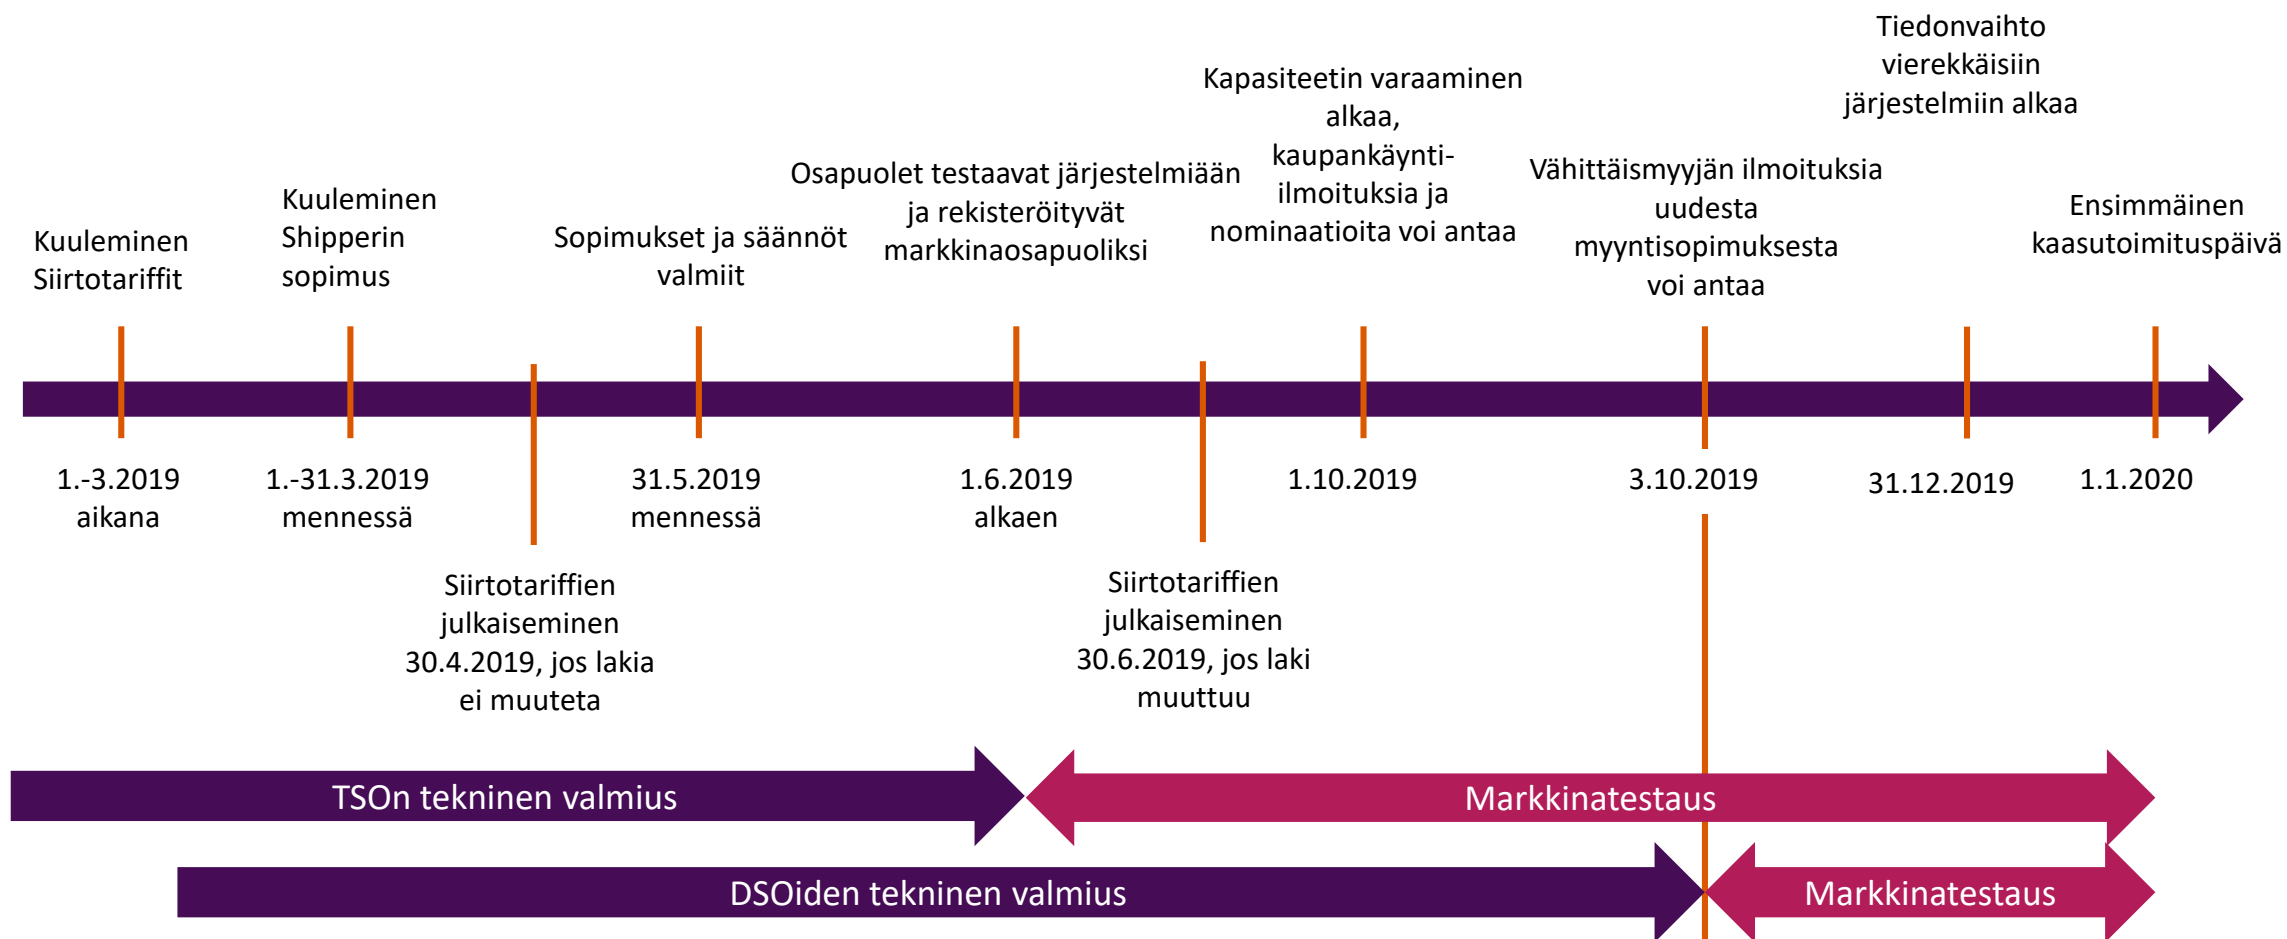 Kuuleminen
Siirtotariffit
Kuuleminen
Shipperin
sopimus
Sopimukset ja säännöt
valmiit
Osapuolet testaavat järjestelmiään
ja rekisteröityvät
markkinaosapuoliksi
Kapasiteetin varaaminen
alkaa,
kaupankäynti-
ilmoituksia ja
nominaatioita voi antaa
Vähittäismyyjän ilmoituksia
uudesta
myyntisopimuksesta
voi antaa
Tiedonvaihto
vierekkäisiin
järjestelmiin alkaa
Ensimmäinen
kaasutoimituspäivä
1.-3.2019
aikana
1.-31.3.2019
mennessä
31.5.2019
mennessä
1.6.2019
alkaen
1.10.2019
3.10.2019
31.12.2019
1.1.2020
Siirtotariffien
julkaiseminen
30.4.2019, jos lakia
ei muuteta
Siirtotariffien
julkaiseminen
30.6.2019, jos laki
muuttuu
TSOn tekninen valmius
Markkinatestaus
DSOiden tekninen valmius
Markkinatestaus